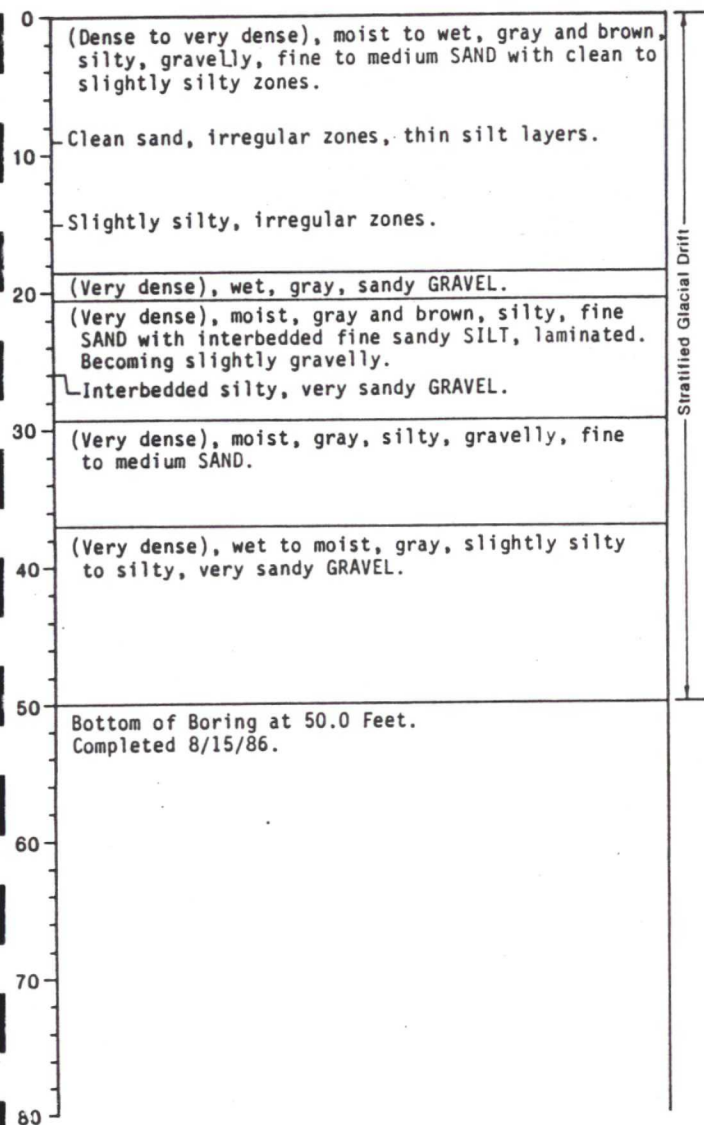 0
(Dense to very dense), moist to wet, gray and brown,
silty, gravelly, fine to medium SAND with clean to
slightly silty zones.
Clean sand, irregular zones, thin silt layers.
10
Slightly silty, irregular zones.
(Very dense), wet, gray, sandy GRAVEL.
20
(Very dense), moist, gray and brown, silty, fine
SAND with interbedded fine sandy SILT, laminated.
Becoming slightly gravelly.
Interbedded silty, very sandy GRAVEL.
30
(Very dense), moist, gray, silty, gravelly, fine
to medium SAND.
(Very dense), wet to moist, gray, slightly silty
40
to silty, very sandy GRAVEL.
50
Bottom of Boring at 50.0 Feet.
Completed 8/15/86.
60
70
80
Stratified Glacial Drift